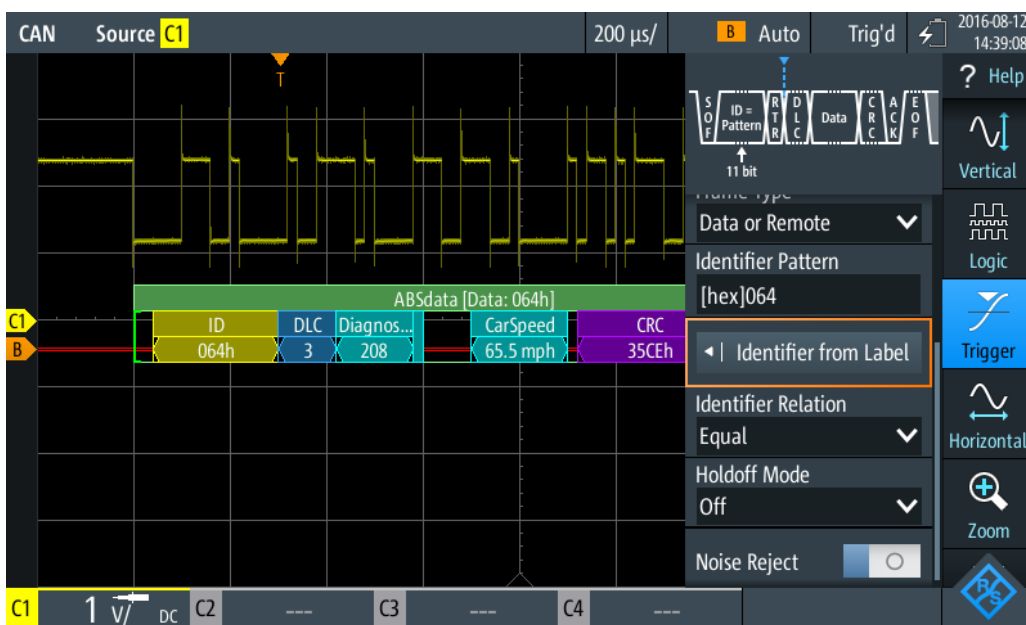 CAN Source C1 200 µs/ B Auto Trig'd 2016-08-12
14:39:08
? Help
T
S O F ID = Pattern R T R D L C Data C R C A C K E O F
11 bit
Vertical
Frame Type
Data or Remote
Identifier Pattern
Logic
[hex]064
ABSdata [Data: 064h]
C1 ID DLC Diagnos... CarSpeed CRC
B 064h 3 208 65.5 mph 35CEh
Identifier from Label
Trigger
Identifier Relation
Equal
Horizontal
Holdoff Mode
Off
Zoom
Noise Reject
R&S
C1 1 V/ DC C2 --- C3 --- C4 ---